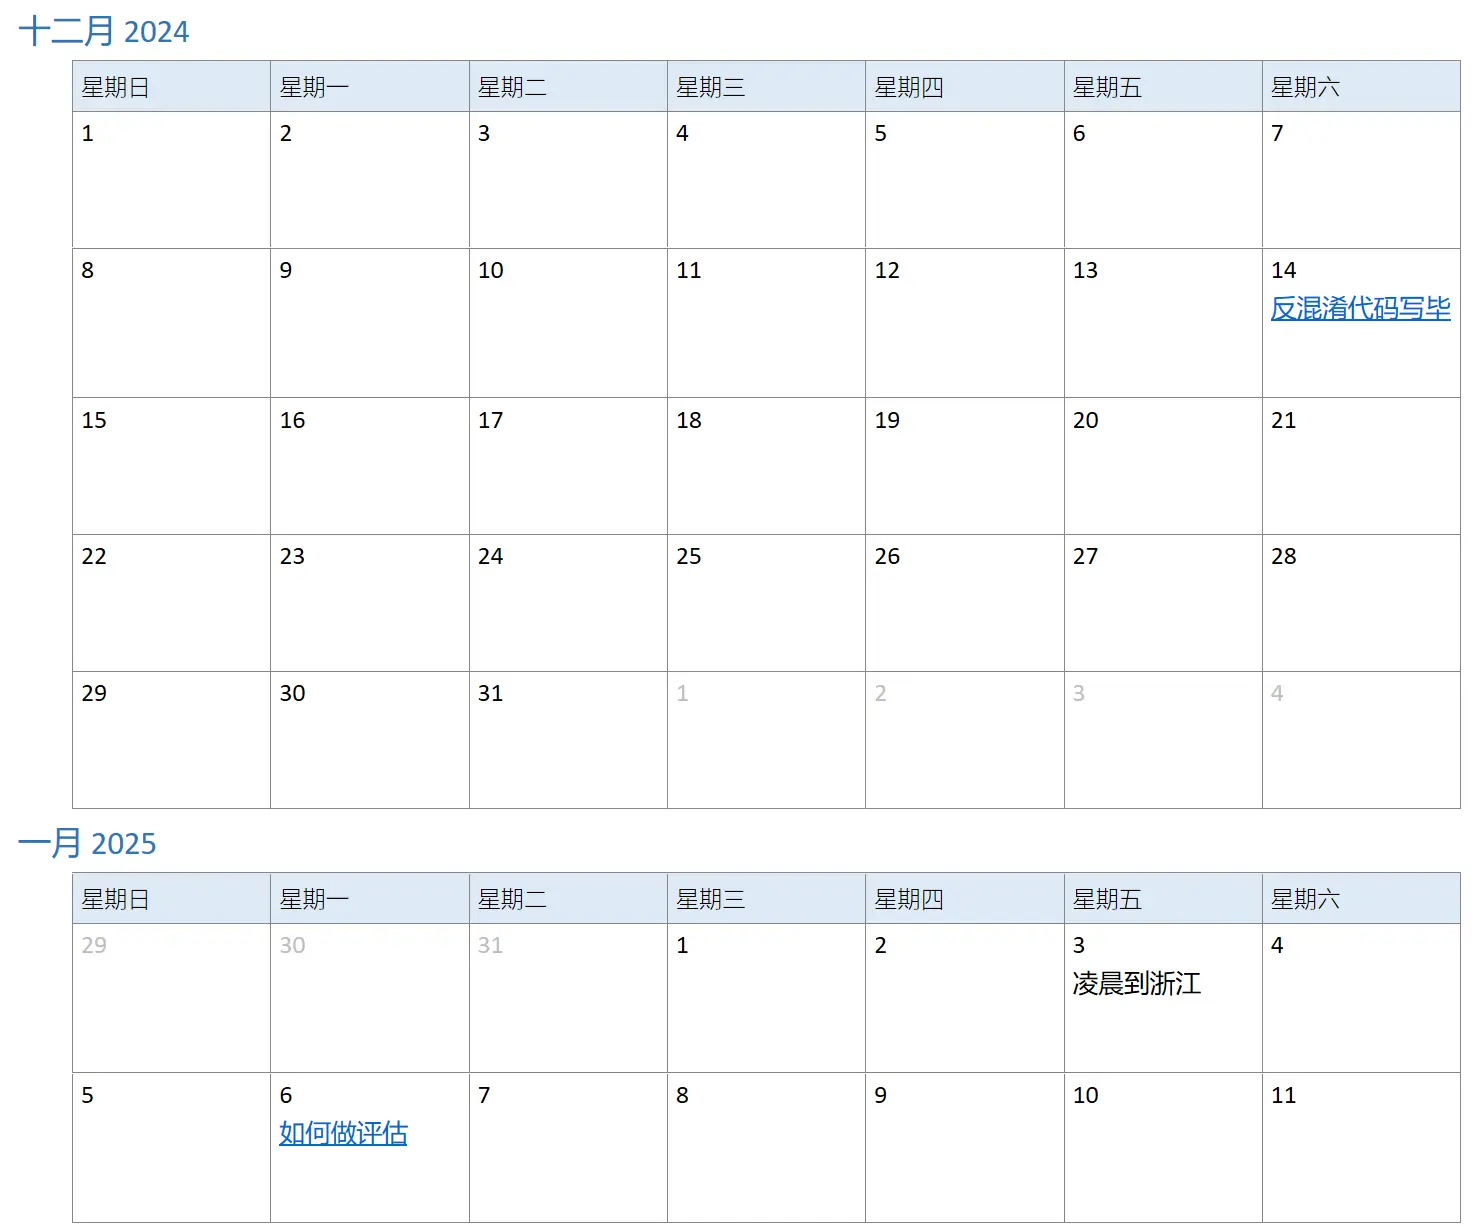 十二月 2024
星期日 星期一 星期二 星期三 星期四 星期五 星期六
1 2 3 4 5 6 7
8 9 10 11 12 13 14
反混淆代码写毕
15 16 17 18 19 20 21
22 23 24 25 26 27 28
29 30 31 1 2 3 4
一月 2025
星期日 星期一 星期二 星期三 星期四 星期五 星期六
29 30 31 1 2 3 4
凌晨到浙江
5 6 7 8 9 10 11
如何做评估